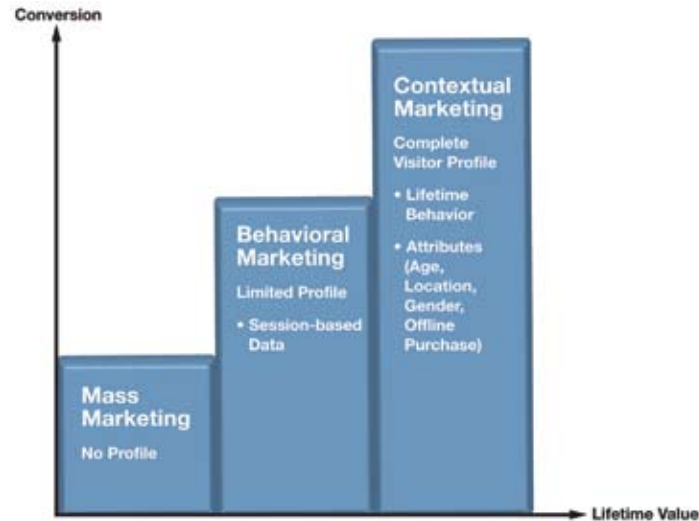 Conversion
Contextual
Marketing
Complete
Visitor Profile
• Lifetime
Behavior
• Attributes
(Age,
Location,
Gender,
Offline
Purchase)
Behavioral
Marketing
Limited Profile
• Session-based
Data
Mass
Marketing
No Profile
Lifetime Value